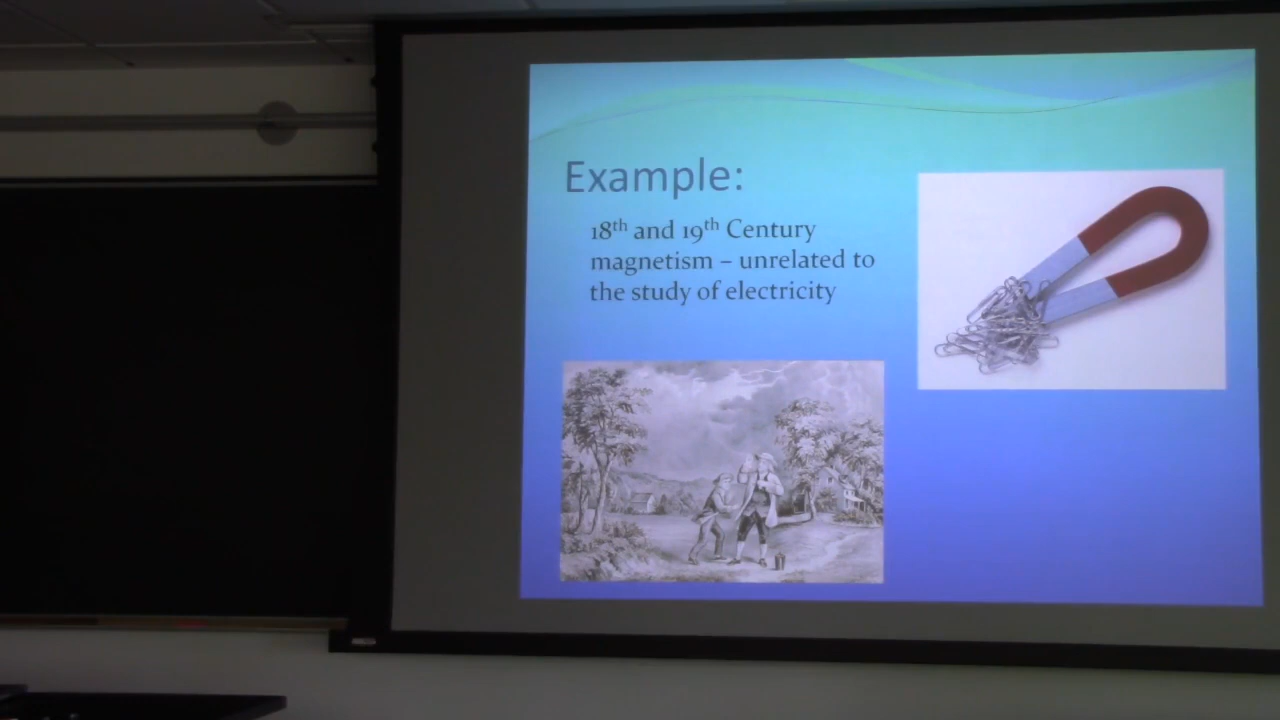 Example:
18th and 19th Century
magnetism – unrelated to
the study of electricity